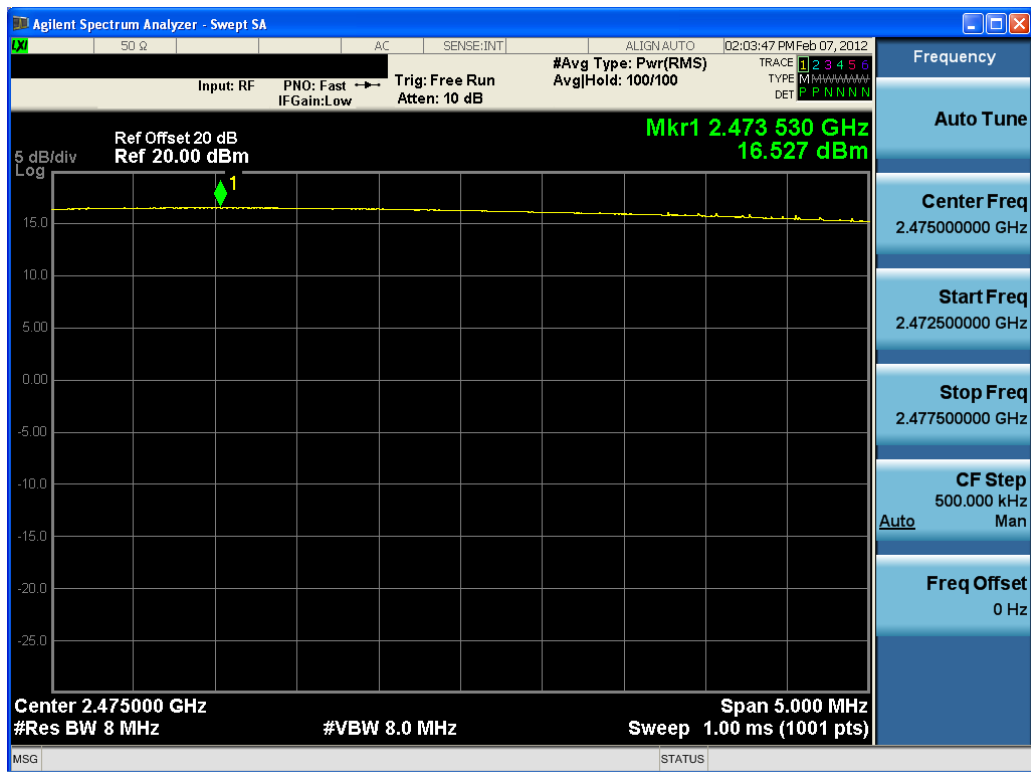 Agilent Spectrum Analyzer - Swept SA
LXI 50 Ω AC SENSE:INT ALIGN AUTO 02:03:47 PM Feb 07, 2012
Input: RF PNO: Fast Trig: Free Run #Avg Type: Pwr(RMS) TRACE 1 2 3 4 5 6
IFGain:Low Atten: 10 dB Avg|Hold: 100/100 TYPE M
DET P P N N N N
Mkr1 2.473 530 GHz
16.527 dBm
Ref Offset 20 dB
5 dB/div Ref 20.00 dBm
Log
1
15.0
10.0
5.00
0.00
-5.00
-10.0
-15.0
-20.0
-25.0
Center 2.475000 GHz Span 5.000 MHz
#Res BW 8 MHz #VBW 8.0 MHz Sweep 1.00 ms (1001 pts)
MSG STATUS
Frequency
Auto Tune
Center Freq
2.475000000 GHz
Start Freq
2.472500000 GHz
Stop Freq
2.477500000 GHz
CF Step
500.000 kHz
Auto Man
Freq Offset
0 Hz